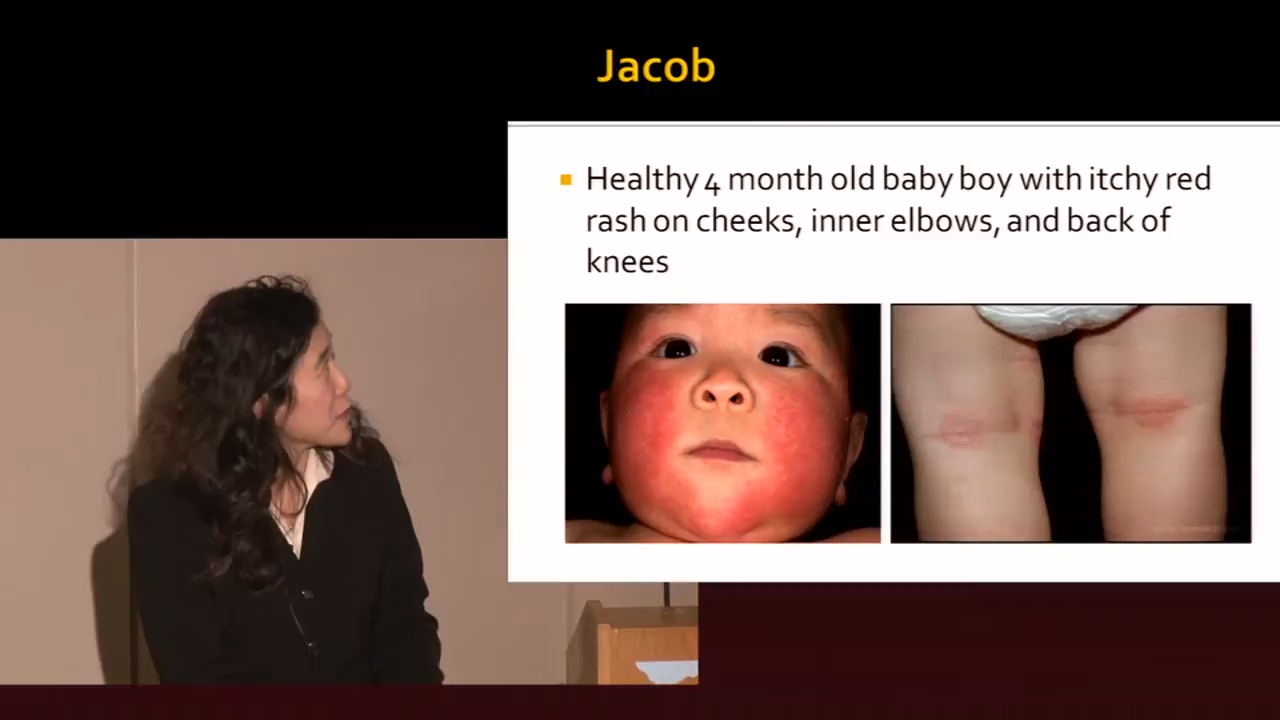 Jacob
Healthy 4 month old baby boy with itchy red
rash on cheeks, inner elbows, and back of
knees